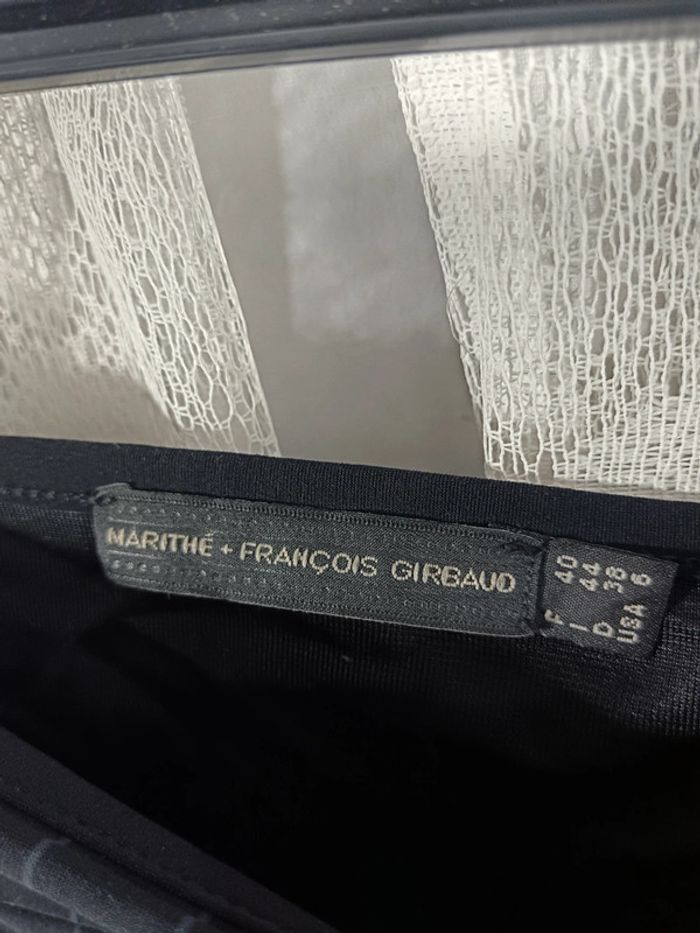 MARITHÉ + FRANÇOIS GIRBAUD
F 40
I 44
D 38
USA 6